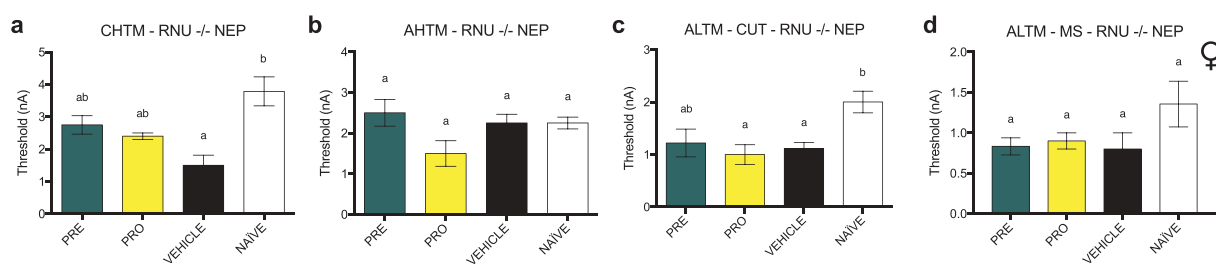 a
CHTM - RNU -/- NEP
Threshold (nA)
5
4
3
2
1
0
ab
ab
a
b
PRE
PRO
VEHICLE
NAÏVE
b
AHTM - RNU -/- NEP
4
3
2
1
0
a
a
a
a
PRE
PRO
VEHICLE
NAÏVE
c
ALTM - CUT - RNU -/- NEP
Threshold (nA)
3
2
1
0
ab
a
a
b
PRE
PRO
VEHICLE
NAÏVE
d
ALTM - MS - RNU -/- NEP
♀
Threshold (nA)
2.0
1.5
1.0
0.5
0.0
a
a
a
a
PRE
PRO
VEHICLE
NAÏVE